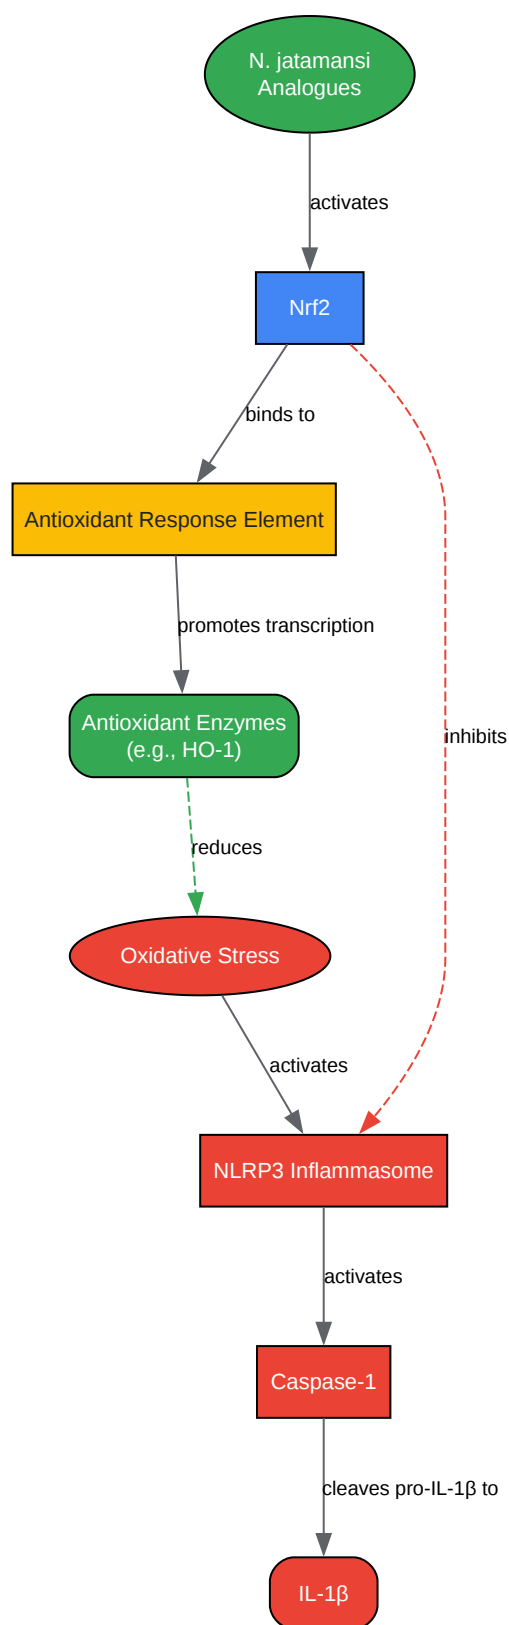 N. jatamansi
Analogues
activates
Nrf2
binds to
Antioxidant Response Element
promotes transcription
Antioxidant Enzymes
(e.g., HO-1)
inhibits
reduces
Oxidative Stress
activates
NLRP3 Inflammasome
activates
Caspase-1
cleaves pro-IL-1β to
IL-1β